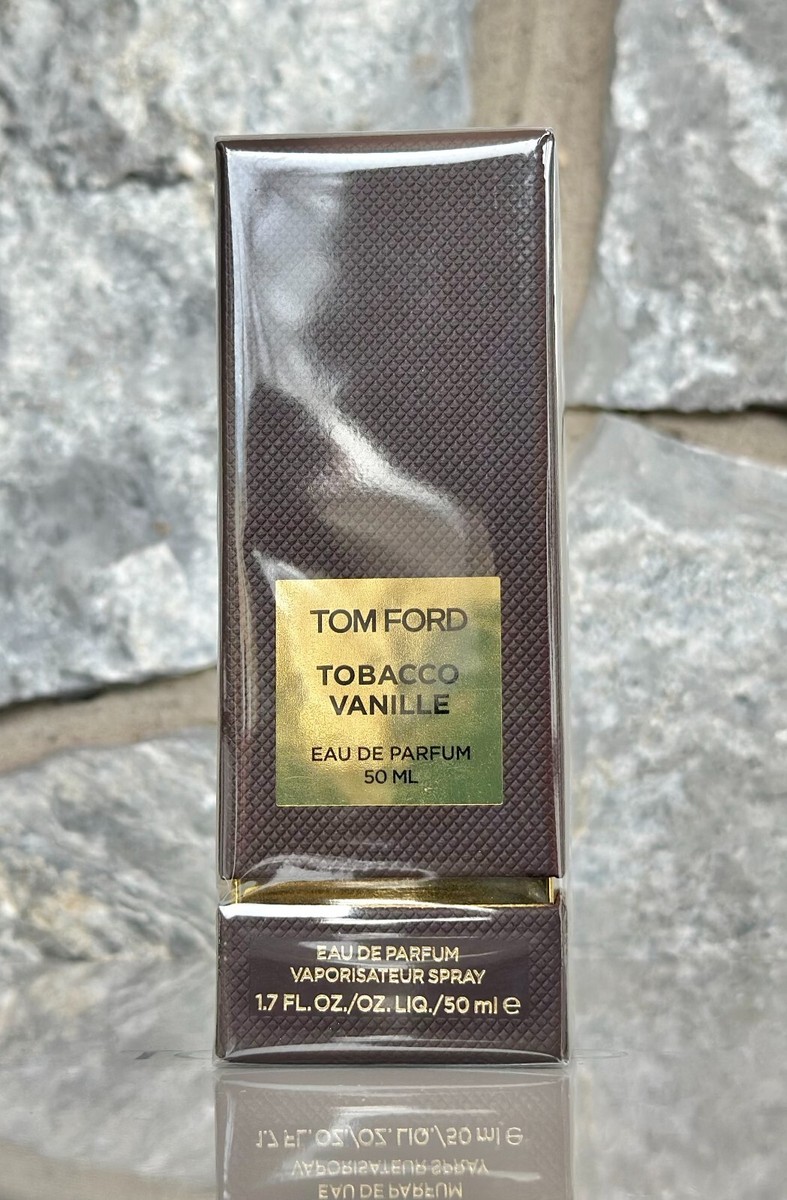 TOM FORD
TOBACCO
VANILLE
EAU DE PARFUM
50 ML
EAU DE PARFUM
VAPORISATEUR SPRAY
1.7 FL. OZ./OZ. LIQ./50 ml ℮